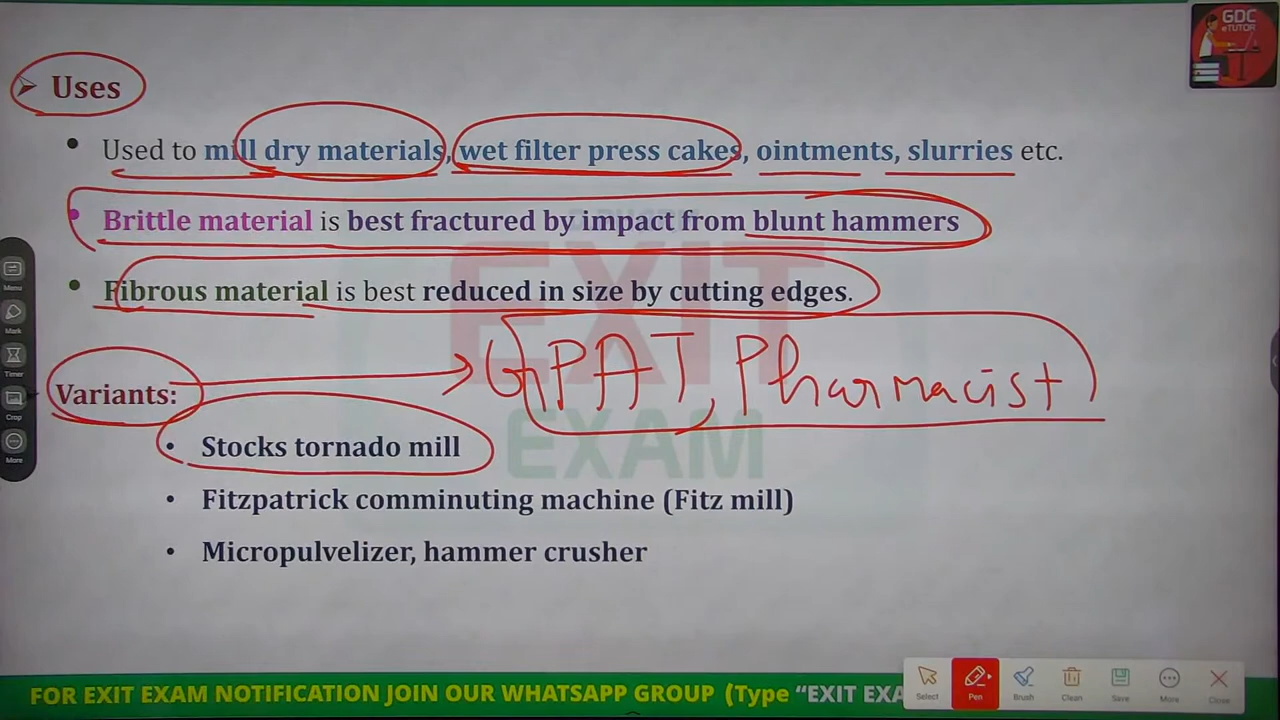 GDC
eTUTOR
➢ Uses
• Used to mill dry materials, wet filter press cakes, ointments, slurries etc.
• Brittle material is best fractured by impact from blunt hammers
• Fibrous material is best reduced in size by cutting edges.
GPAT, Pharmacist
Variants:
• Stocks tornado mill
• Fitzpatrick comminuting machine (Fitz mill)
• Micropulvelizer, hammer crusher
EXIT
EXAM
Menu
Mark
Timer
Crop
More
FOR EXIT EXAM NOTIFICATION JOIN OUR WHATSAPP GROUP (Type “EXIT EXA
Select Pen Brush Clean Save More Close